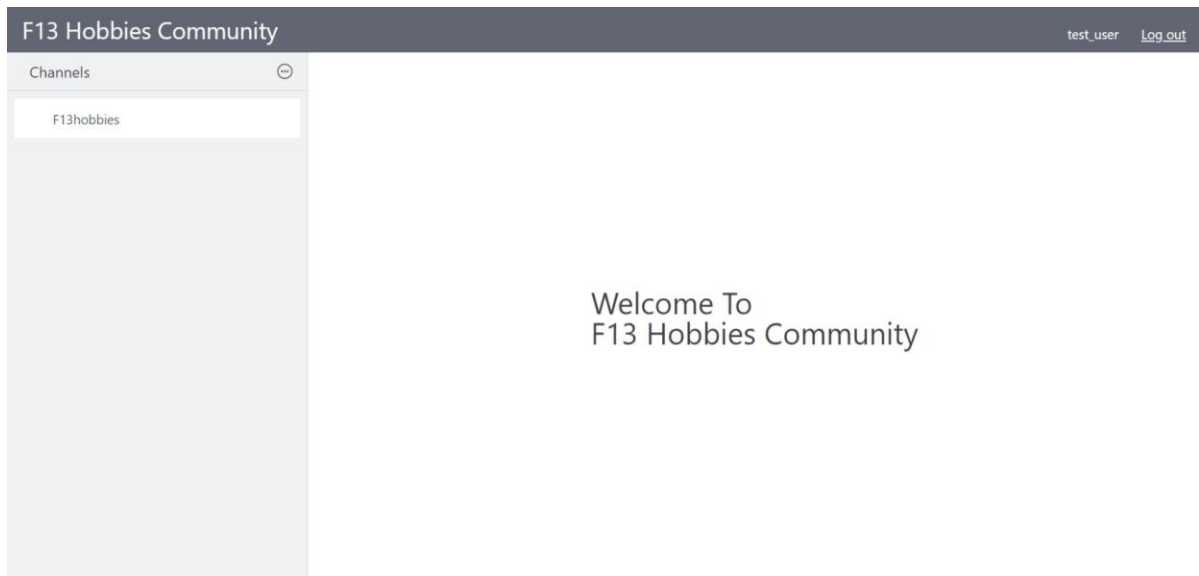 F13 Hobbies Community
test_user Log out
Channels
F13hobbies
Welcome To
F13 Hobbies Community